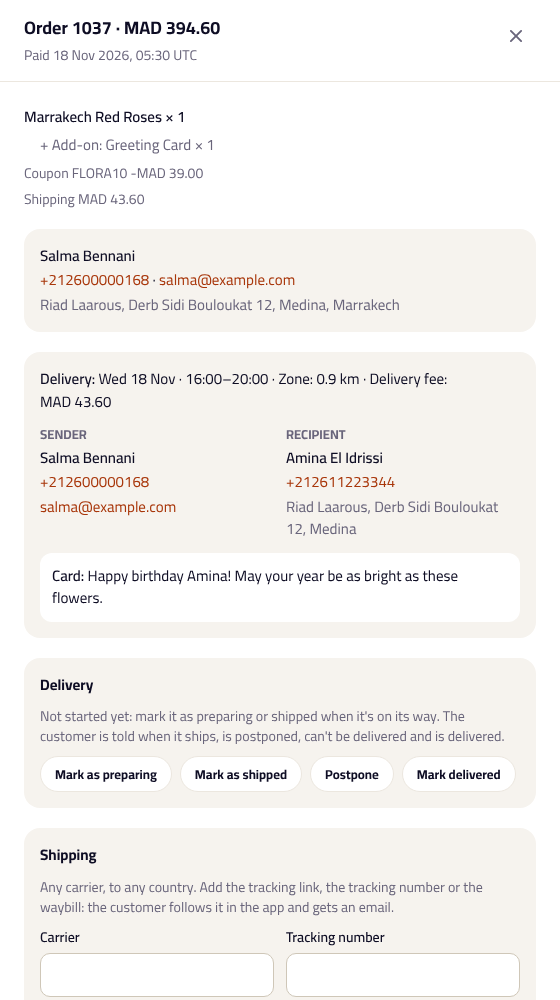 Order 1037 · MAD 394.60
Paid 18 Nov 2026, 05:30 UTC
Marrakech Red Roses × 1
+ Add-on: Greeting Card × 1
Coupon FLORA10 -MAD 39.00
Shipping MAD 43.60
Salma Bennani
+212600000168 · salma@example.com
Riad Laarous, Derb Sidi Bouloukat 12, Medina, Marrakech
Delivery: Wed 18 Nov · 16:00–20:00 · Zone: 0.9 km · Delivery fee:
MAD 43.60
SENDER
Salma Bennani
+212600000168
salma@example.com
RECIPIENT
Amina El Idrissi
+212611223344
Riad Laarous, Derb Sidi Bouloukat
12, Medina
Card: Happy birthday Amina! May your year be as bright as these
flowers.
Delivery
Not started yet: mark it as preparing or shipped when it's on its way. The
customer is told when it ships, is postponed, can't be delivered and is delivered.
Mark as preparing
Mark as shipped
Postpone
Mark delivered
Shipping
Any carrier, to any country. Add the tracking link, the tracking number or the
waybill: the customer follows it in the app and gets an email.
Carrier
Tracking number